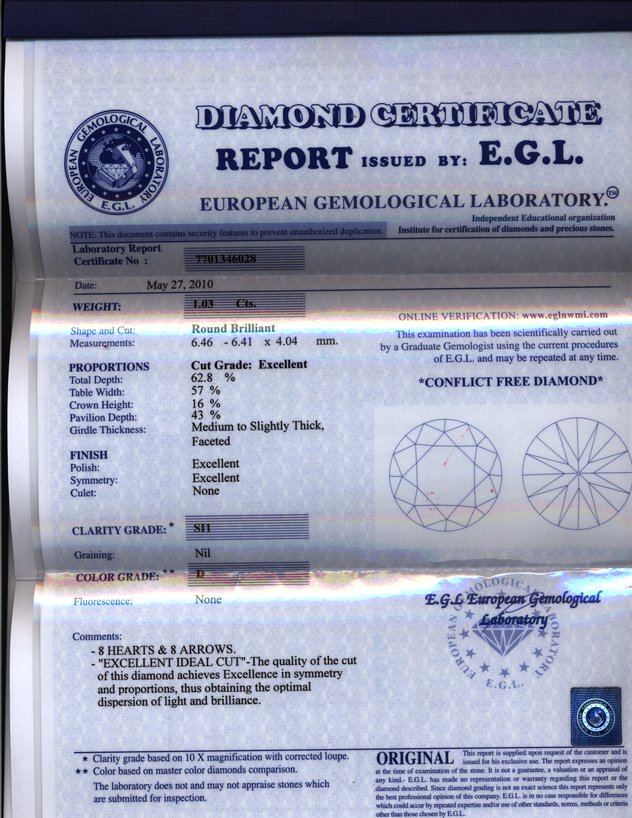 DIAMOND CERTIFICATE
REPORT ISSUED BY: E.G.L.
EUROPEAN GEMOLOGICAL LABORATORY.™
EUROPEAN GEMOLOGICAL LABORATORY
E.G.L.
Independent Educational organization
NOTE: This document contains security features to prevent unauthorized duplication.
Institute for certification of diamonds and precious stones.
Laboratory Report
Certificate No : 7701346028
Date: May 27, 2010
WEIGHT: 1.03 Cts.
ONLINE VERIFICATION: www.eglnwmi.com
Shape and Cut: Round Brilliant
Measurements: 6.46 - 6.41 x 4.04 mm.
This examination has been scientifically carried out
by a Graduate Gemologist using the current procedures
of E.G.L. and may be repeated at any time.
PROPORTIONS Cut Grade: Excellent
Total Depth: 62.8 %
Table Width: 57 %
Crown Height: 16 %
Pavilion Depth: 43 %
Girdle Thickness: Medium to Slightly Thick,
Faceted
*CONFLICT FREE DIAMOND*
FINISH
Polish: Excellent
Symmetry: Excellent
Culet: None
CLARITY GRADE: * SI1
Graining: Nil
COLOR GRADE: ** D
Fluorescence: None
E.G.L European Gemological
Laboratory
EUROPEAN GEMOLOGICAL LABORATORY
E.G.L.
Comments:
- 8 HEARTS & 8 ARROWS.
- "EXCELLENT IDEAL CUT"-The quality of the cut
of this diamond achieves Excellence in symmetry
and proportions, thus obtaining the optimal
dispersion of light and brilliance.
* Clarity grade based on 10 X magnification with corrected loupe.
** Color based on master color diamonds comparison.
The laboratory does not and may not appraise stones which
are submitted for inspection.
ORIGINAL This report is supplied upon request of the customer and is
issued for his exclusive use. The report expresses an opinion
at the time of examination of the stone. It is not a guarantee, a valuation or an appraisal of
any kind.- E.G.L. has made no representation or warranty regarding this report or the
diamond described. Since diamond grading is not an exact science this report represents only
the best professional opinion of this company. E.G.L. is in no case responsible for differences
which could occur by repeated expertise and/or use of other standards, norms, methods or criteria
other than those chosen by E.G.L.